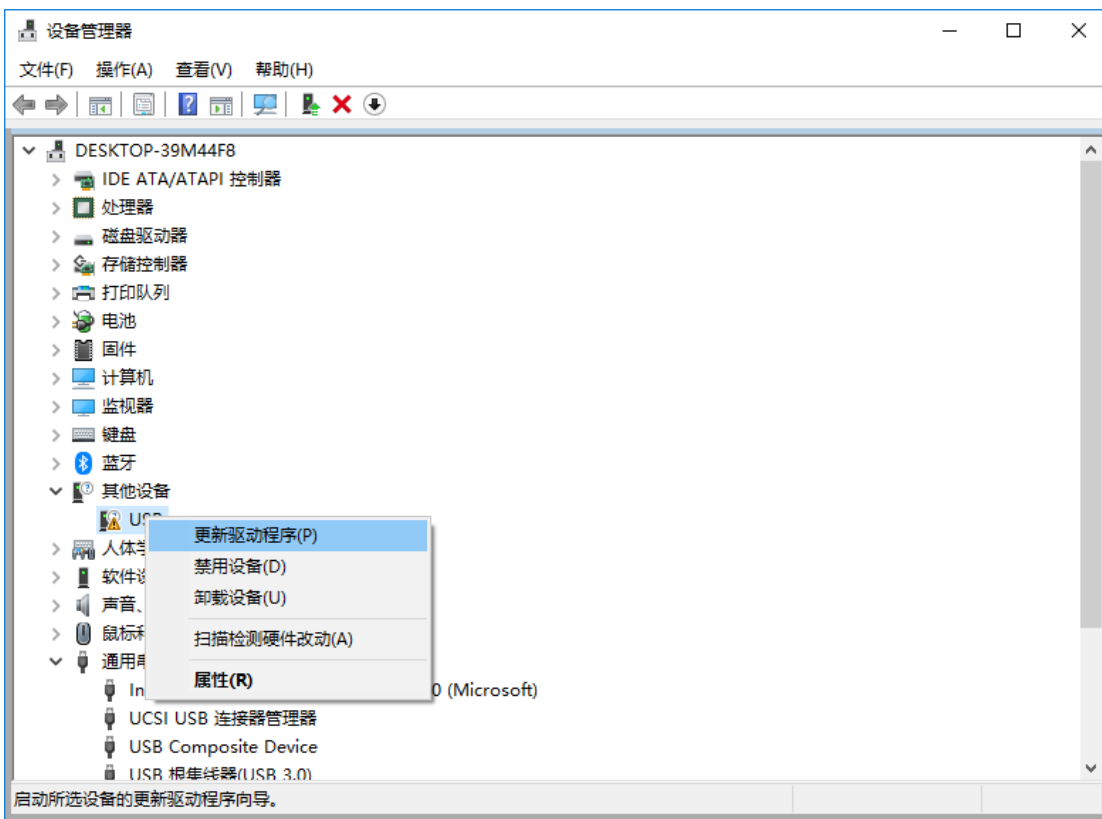 设备管理器
文件(F) 操作(A) 查看(V) 帮助(H)
DESKTOP-39M44F8
IDE ATA/ATAPI 控制器
处理器
磁盘驱动器
存储控制器
打印队列
电池
固件
计算机
监视器
键盘
蓝牙
其他设备
更新驱动程序(P)
人体学
禁用设备(D)
软件设
卸载设备(U)
声音、
鼠标和
扫描检测硬件改动(A)
通用
属性(R)
In
0 (Microsoft)
UCSI USB 连接器管理器
USB Composite Device
USB 根集线器(USB 3.0)
启动所选设备的更新驱动程序向导。